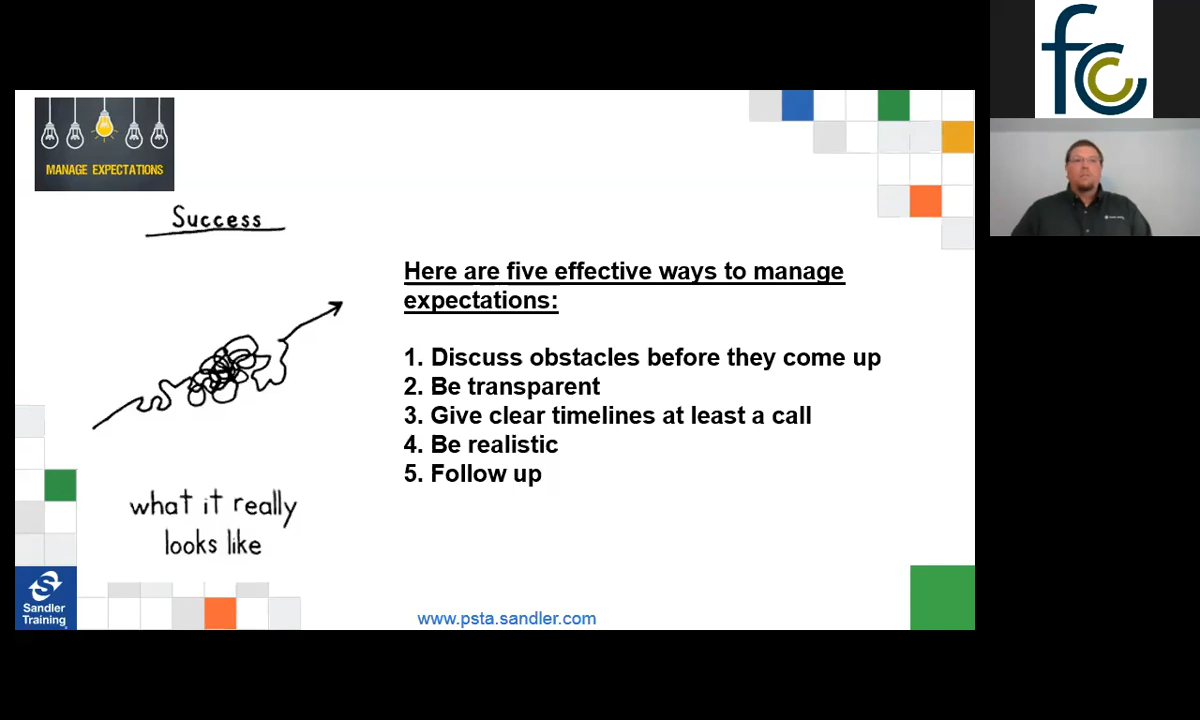 MANAGE EXPECTATIONS
Success
Here are five effective ways to manage
expectations:
1. Discuss obstacles before they come up
2. Be transparent
3. Give clear timelines at least a call
4. Be realistic
5. Follow up
what it really
looks like
Sandler
Training
www.psta.sandler.com
fcc